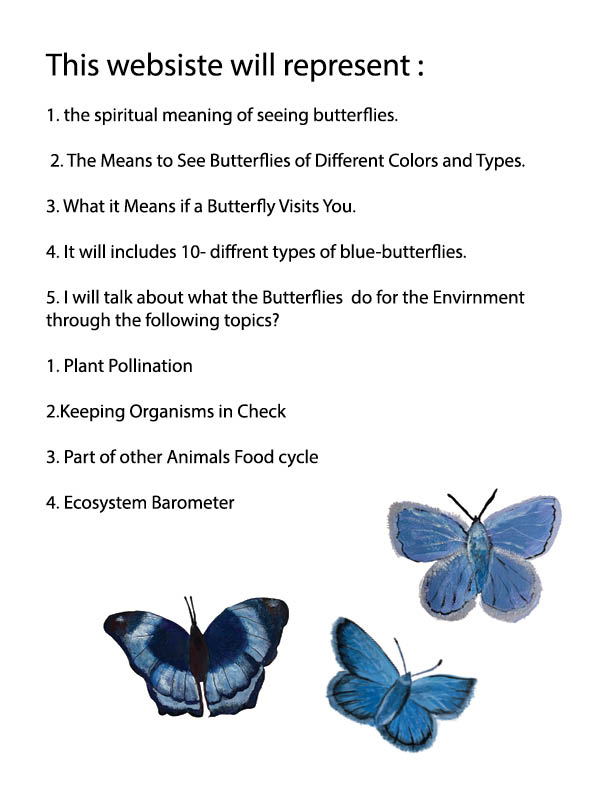 This websiste will represent :
1. the spiritual meaning of seeing butterflies.
2. The Means to See Butterflies of Different Colors and Types.
3. What it Means if a Butterfly Visits You.
4. It will includes 10- diffrent types of blue-butterflies.
5. I will talk about what the Butterflies  do for the Envirnment
through the following topics?
1. Plant Pollination
2.Keeping Organisms in Check
3. Part of other Animals Food cycle
4. Ecosystem Barometer